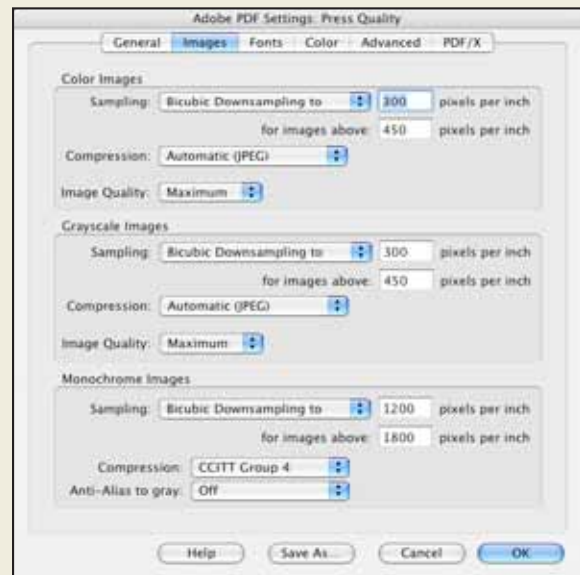 Adobe PDF Settings: Press Quality
General Images Fonts Color Advanced PDF/X
Color Images
Sampling: Bicubic Downsampling to 300 pixels per inch
for images above: 450
Compression: Automatic (JPEG)
Image Quality: Maximum
Grayscale Images
Sampling: Bicubic Downsampling to 300 pixels per inch
for images above: 450 pixels per inch
Compression: Automatic (JPEG)
Image Quality: Maximum
Monochrome Images
Sampling: Bicubic Downsampling to 1200 pixels per inch
for images above: 1800 pixels per inch
Compression: CCITT Group 4
Anti-Alias to gray: Off
Help Save As... Cancel OK